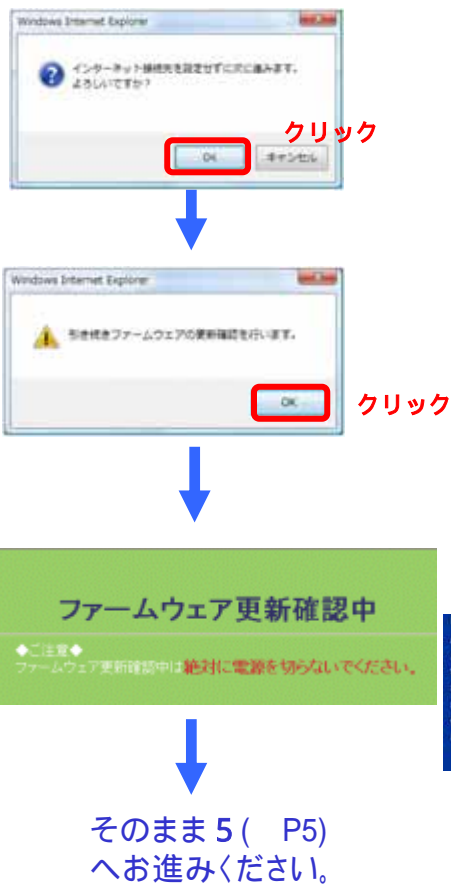 Windows Internet Explorer
インターネット接続先を設定せずに次に進みます。
よろしいですか？
クリック
OK
キャンセル
Windows Internet Explorer
引き続きファームウェアの更新確認を行います。
OK
クリック
ファームウェア更新確認中
◆ご注意◆
ファームウェア更新確認中は絶対に電源を切らないでください。
そのまま 5 ( P5)
へお進みください。